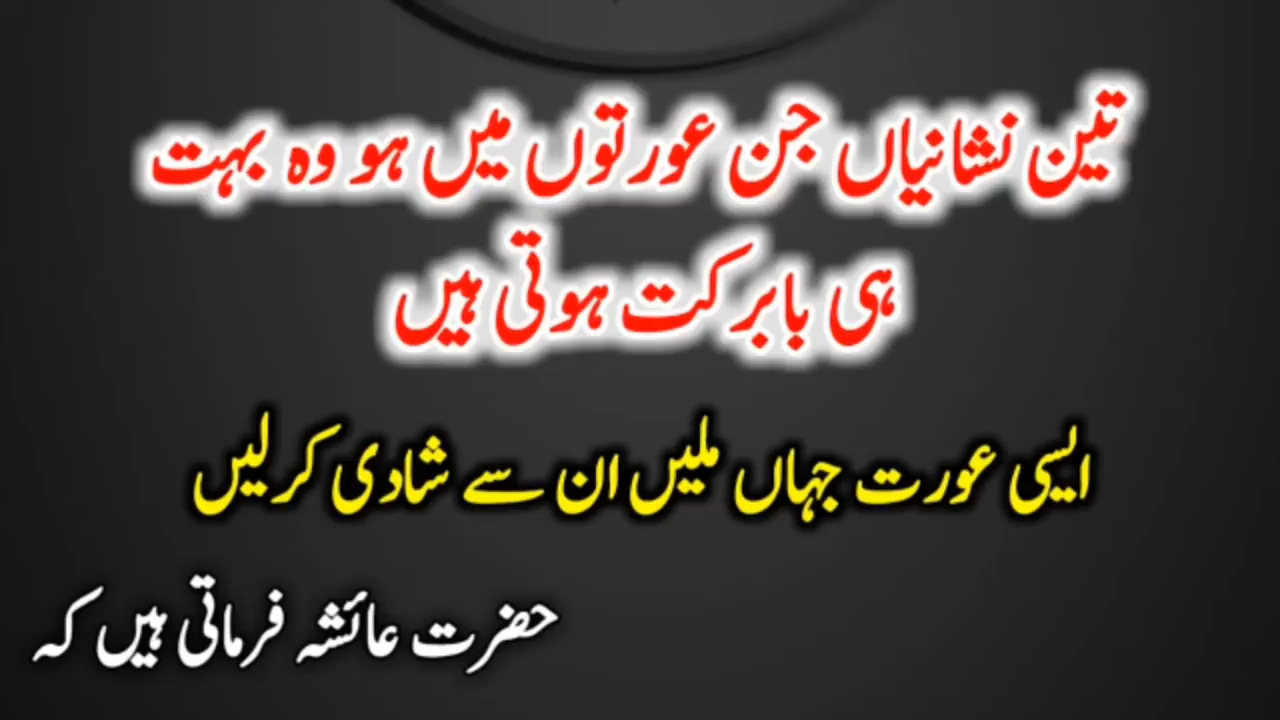 تین نشانیاں جن عورتوں میں ہو وہ بہت
ہی بابرکت ہوتی ہیں
ایسی عورت جہاں ملیں ان سے شادی کرلیں
حضرت عائشہ فرماتی ہیں کہ